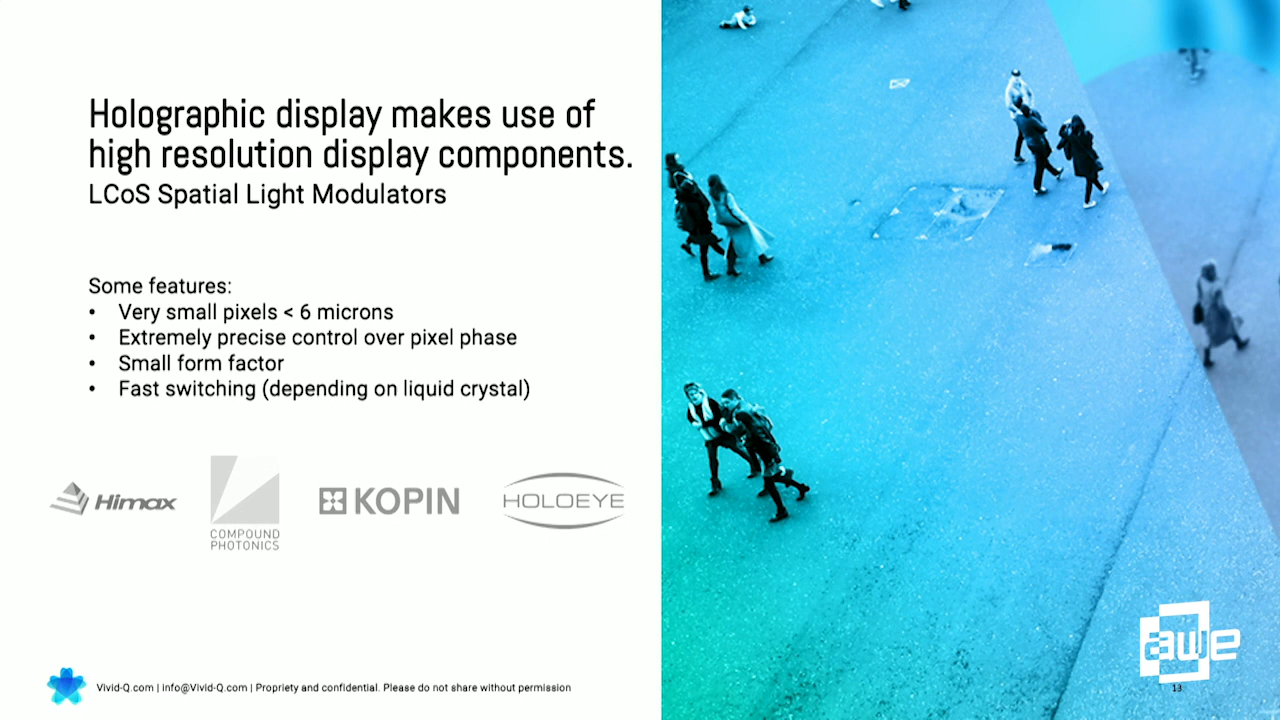 Holographic display makes use of
high resolution display components.
LCoS Spatial Light Modulators
Some features:
• Very small pixels < 6 microns
• Extremely precise control over pixel phase
• Small form factor
• Fast switching (depending on liquid crystal)
Himax
COMPOUND
PHOTONICS
KOPIN
HOLOEYE
Vivid-Q.com | info@Vivid-Q.com | Propriety and confidential. Please do not share without permission
awe
13